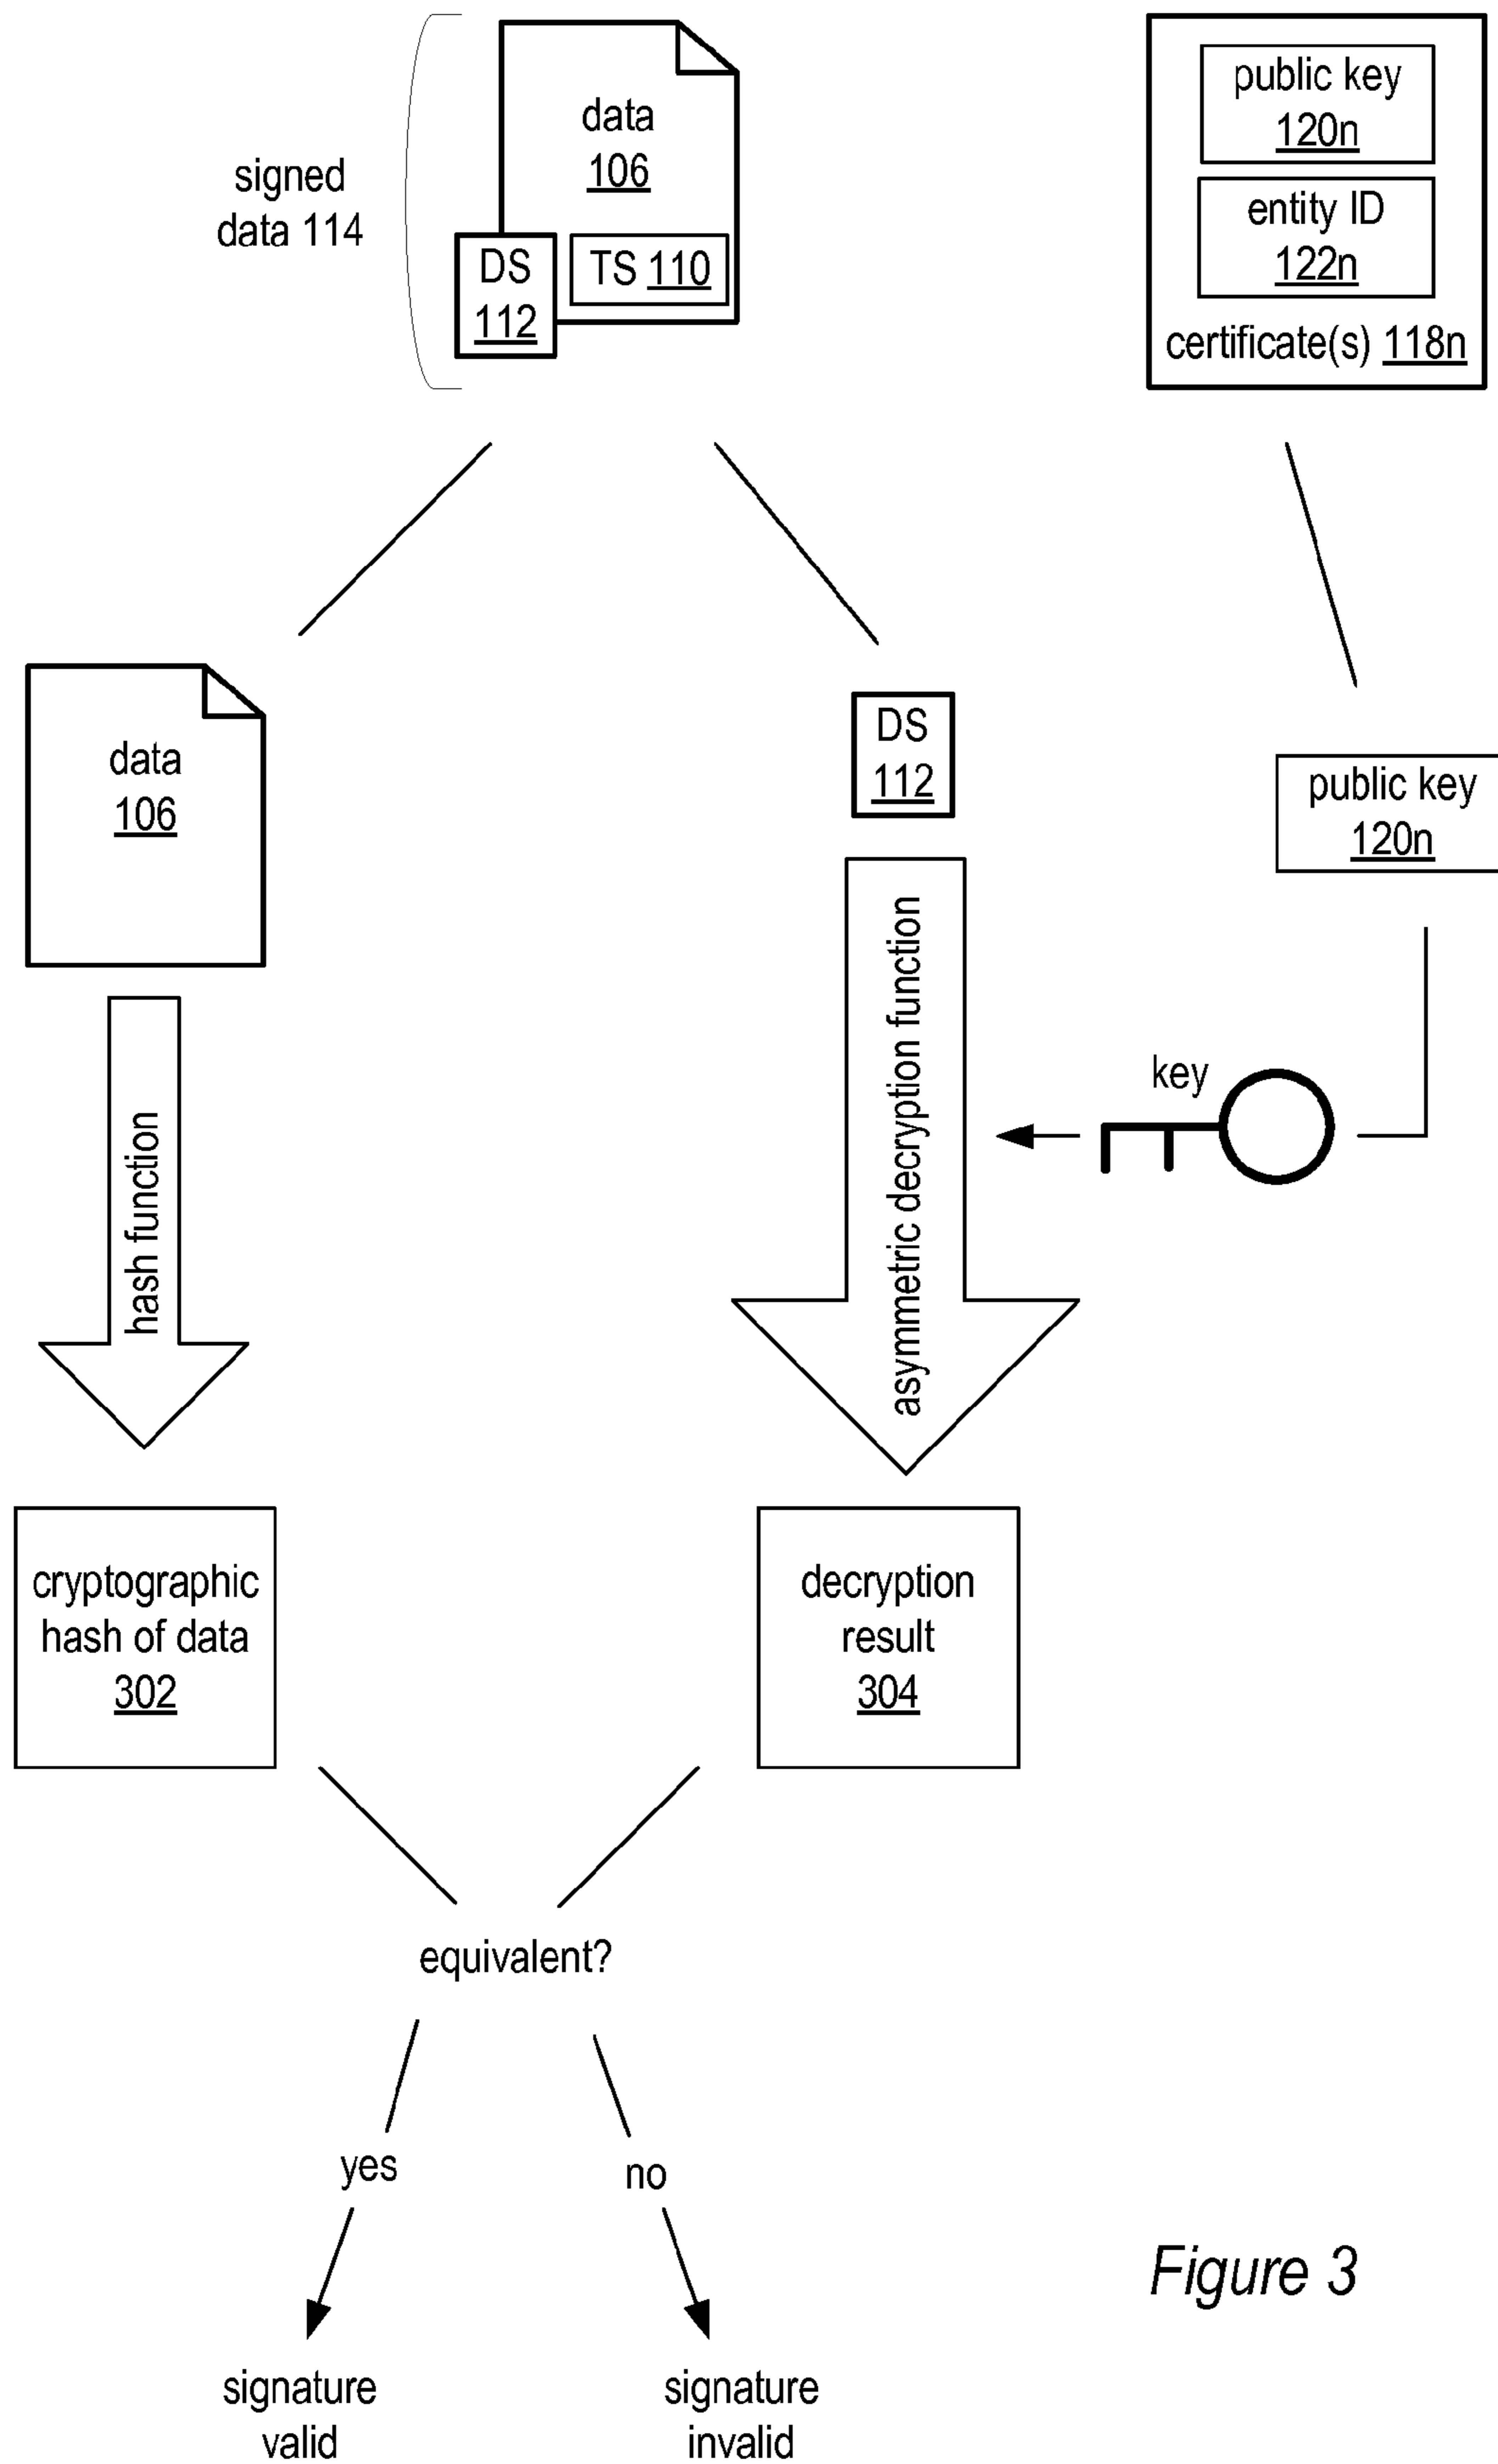 signed
data 114
data
106
DS
112
TS 110
public key
120n
entity ID
122n
certificate(s) 118n
data
106
DS
112
public key
120n
hash function
asymmetric decryption function
key
cryptographic
hash of data
302
decryption
result
304
equivalent?
yes
no
signature
valid
signature
invalid
Figure 3